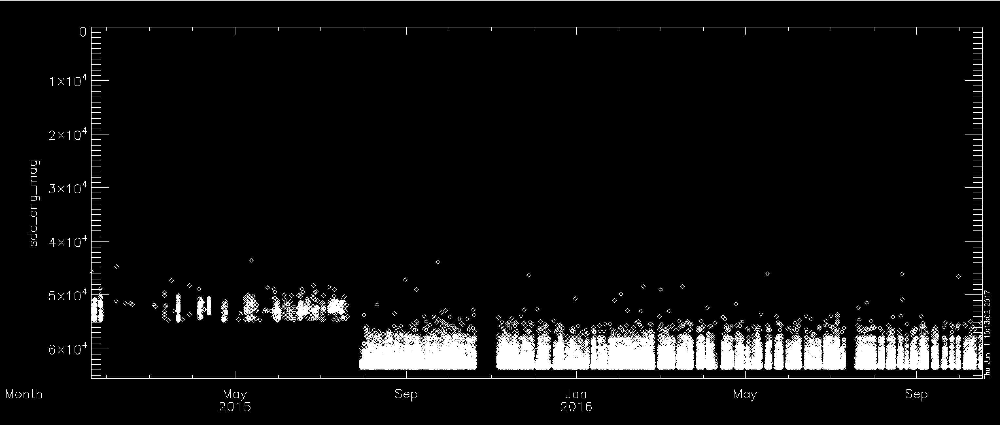 0
1×10⁴
2×10⁴
3×10⁴
4×10⁴
5×10⁴
6×10⁴
sdc_eng_mag
Month
May
2015
Sep
Jan
2016
May
Sep
Thu Jun 1 10:13:02 2017